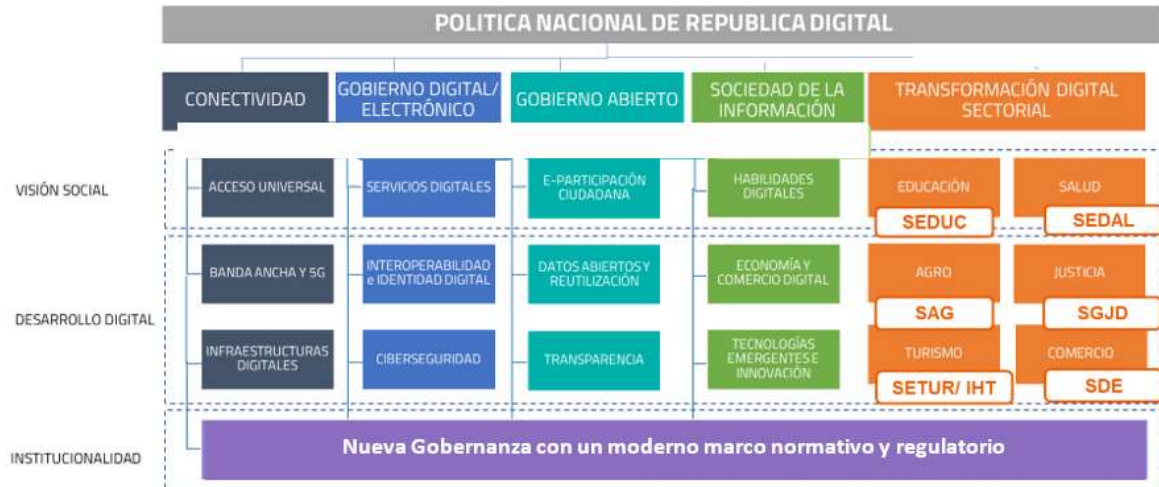 POLITICA NACIONAL DE REPUBLICA DIGITAL
CONECTIVIDAD
GOBIERNO DIGITAL/
ELECTRÓNICO
GOBIERNO ABIERTO
SOCIEDAD DE LA
INFORMACIÓN
TRANSFORMACIÓN DIGITAL
SECTORIAL
VISIÓN SOCIAL
ACCESO UNIVERSAL
SERVICIOS DIGITALES
E-PARTICIPACIÓN
CIUDADANA
HABILIDADES
DIGITALES
EDUCACIÓN
SEDUC
SALUD
SEDAL
DESARROLLO DIGITAL
BANDA ANCHA Y 5G
INTEROPERABILIDAD
e IDENTIDAD DIGITAL
DATOS ABIERTOS Y
REUTILIZACIÓN
ECONOMÍA Y
COMERCIO DIGITAL
AGRO
SAG
JUSTICIA
SGJD
INFRAESTRUCTURAS
DIGITALES
CIBERSEGURIDAD
TRANSPARENCIA
TECNOLOGÍAS
EMERGENTES E
INNOVACIÓN
TURISMO
SETUR/ IHT
COMERCIO
SDE
INSTITUCIONALIDAD
Nueva Gobernanza con un moderno marco normativo y regulatorio